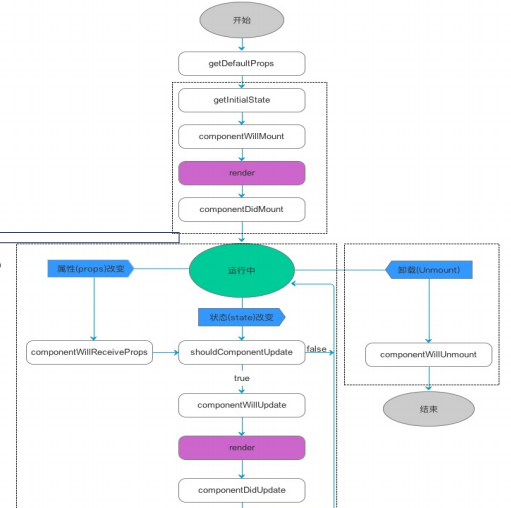 开始
getDefaultProps
getInitialState
componentWillMount
render
componentDidMount
属性(props)改变
运行中
卸载(Unmount)
状态(state)改变
componentWillReceiveProps
shouldComponentUpdate
false
componentWillUnmount
true
componentWillUpdate
结束
render
componentDidUpdate